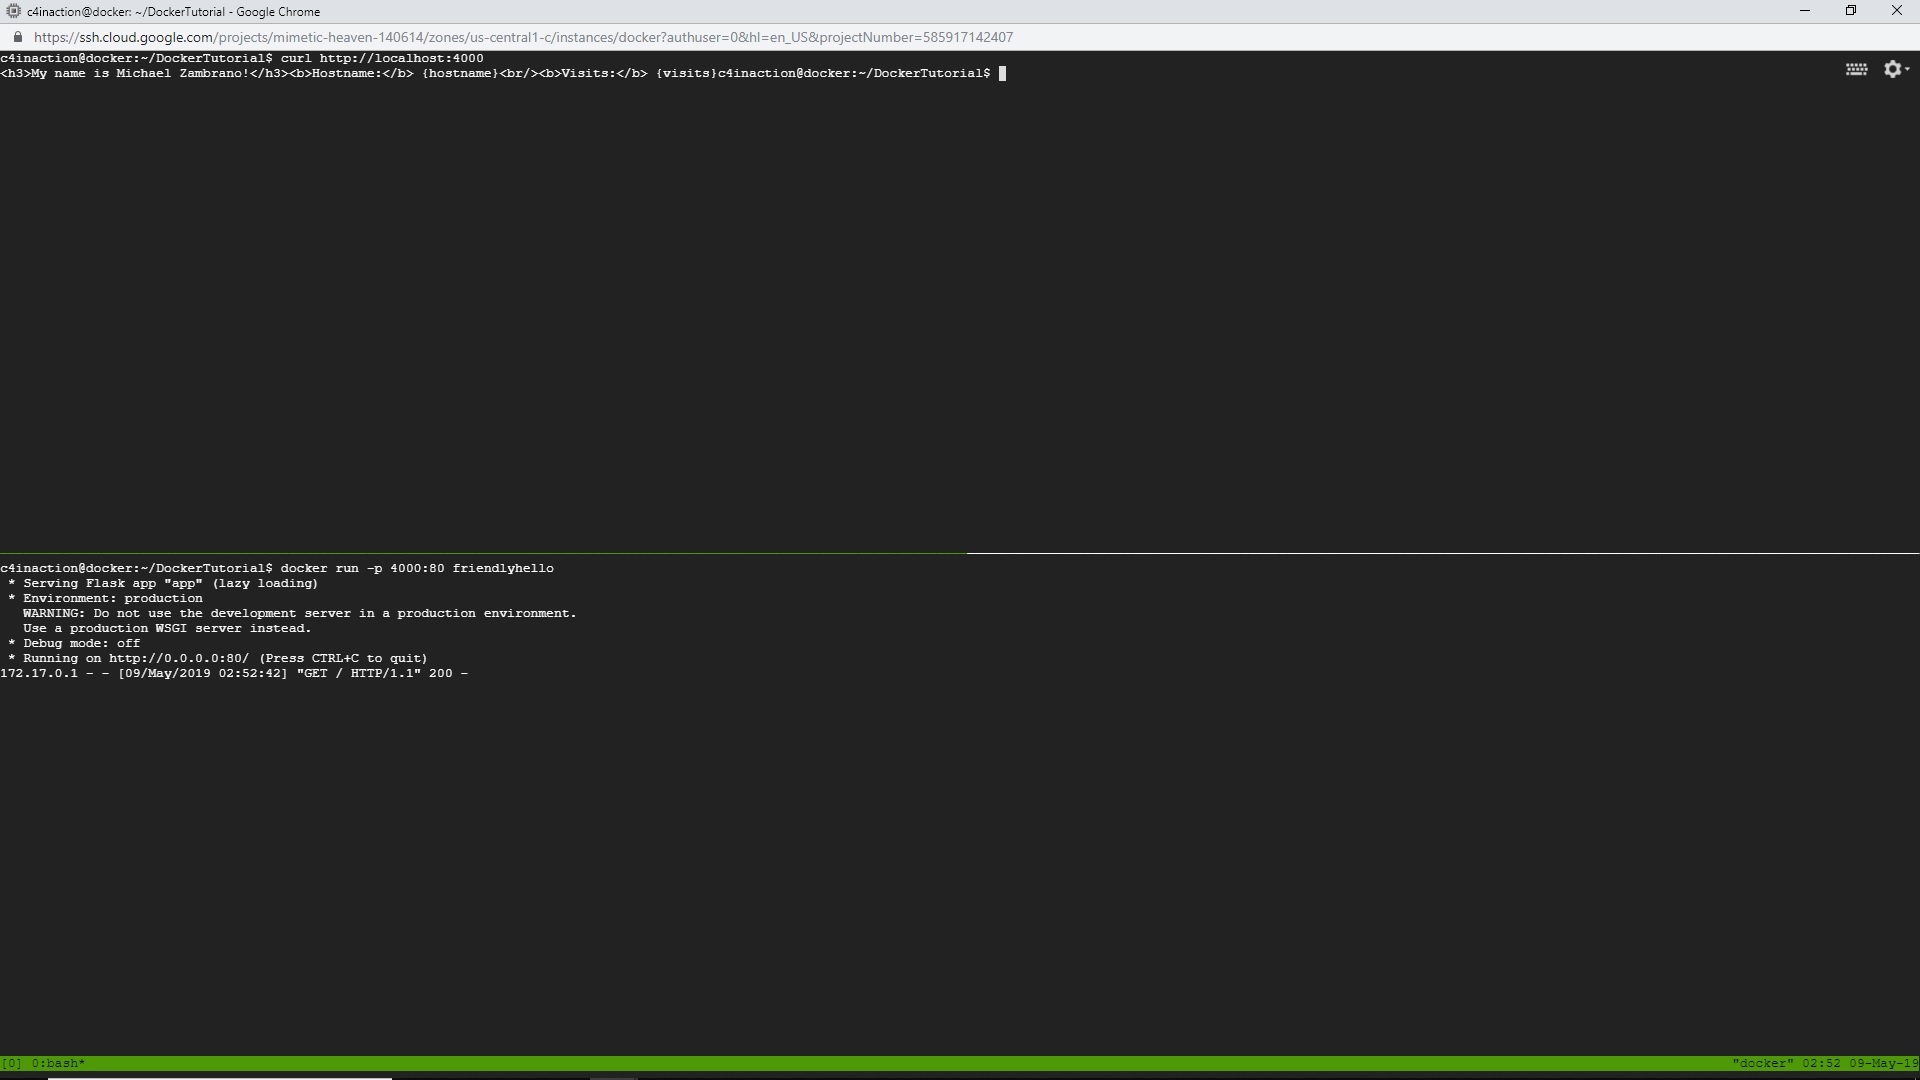 c4inaction@docker: ~/DockerTutorial - Google Chrome
https://ssh.cloud.google.com/projects/mimetic-heaven-140614/zones/us-central1-c/instances/docker?authuser=0&hl=en_US&projectNumber=585917142407
c4inaction@docker:~/DockerTutorial$ curl http://localhost:4000
<h3>My name is Michael Zambrano!</h3><b>Hostname:</b> {hostname}<br/><b>Visits:</b> {visits}c4inaction@docker:~/DockerTutorial$
c4inaction@docker:~/DockerTutorial$ docker run -p 4000:80 friendlyhello
 * Serving Flask app "app" (lazy loading)
 * Environment: production
   WARNING: Do not use the development server in a production environment.
   Use a production WSGI server instead.
 * Debug mode: off
 * Running on http://0.0.0.0:80/ (Press CTRL+C to quit)
172.17.0.1 - - [09/May/2019 02:52:42] "GET / HTTP/1.1" 200 -
[0] 0:bash* "docker" 02:52 09-May-19